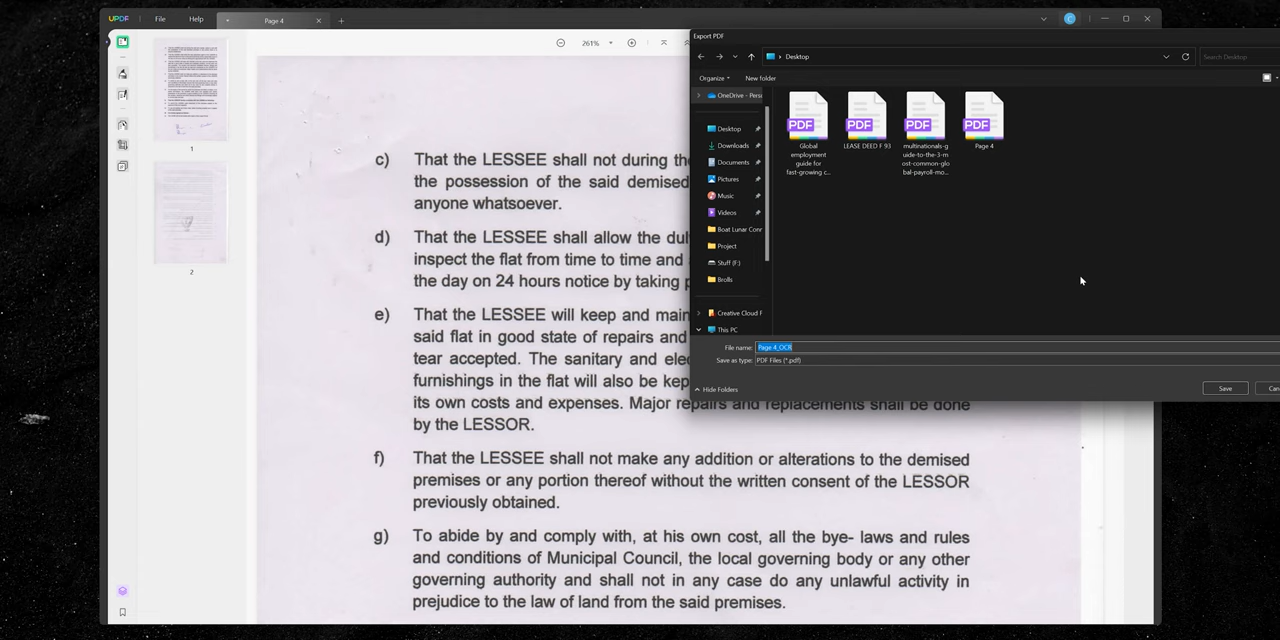 UPDF
File
Help
Page 4
261%
1
2
c) That the LESSEE shall not during the
the possession of the said demised
anyone whatsoever.
d) That the LESSEE shall allow the
inspect the flat from time to time and
the day on 24 hours notice by taking
e) That the LESSEE will keep and
said flat in good state of repairs and
tear accepted. The sanitary and
furnishings in the flat will also be
its own costs and expenses. Major repairs and replacements shall be done
by the LESSOR.
f) That the LESSEE shall not make any addition or alterations to the demised
premises or any portion thereof without the written consent of the LESSOR
previously obtained.
g) To abide by and comply with, at his own cost, all the bye- laws and rules
and conditions of Municipal Council, the local governing body or any other
governing authority and shall not in any case do any unlawful activity in
prejudice to the law of land from the said premises.
Export PDF
Desktop
Search Desktop
Organize
New folder
OneDrive - Pers
Desktop
Downloads
Documents
Pictures
Music
Videos
Boat Lunar Conn
Project
Stuff (F:)
Brolls
Creative Cloud F
This PC
PDF
Global
employment
guide for
fast-growing c...
PDF
LEASE DEED F 93
PDF
multinationals-g
uide-to-the-3-m
ost-common-glo
bal-payroll-mo...
PDF
Page 4
File name: Page 4_OCR
Save as type: PDF Files (*.pdf)
Hide Folders
Save
Can